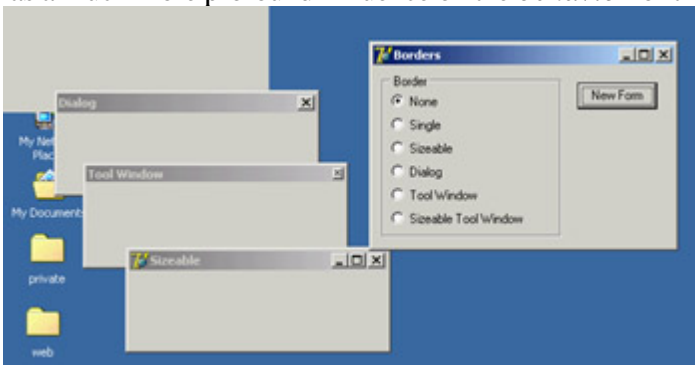 Borders
Border
None
New Form
Single
Sizeable
Dialog
Tool Window
Sizeable Tool Window
Dialog
Tool Window
Sizeable
My Net
Plac
My Documents
private
web